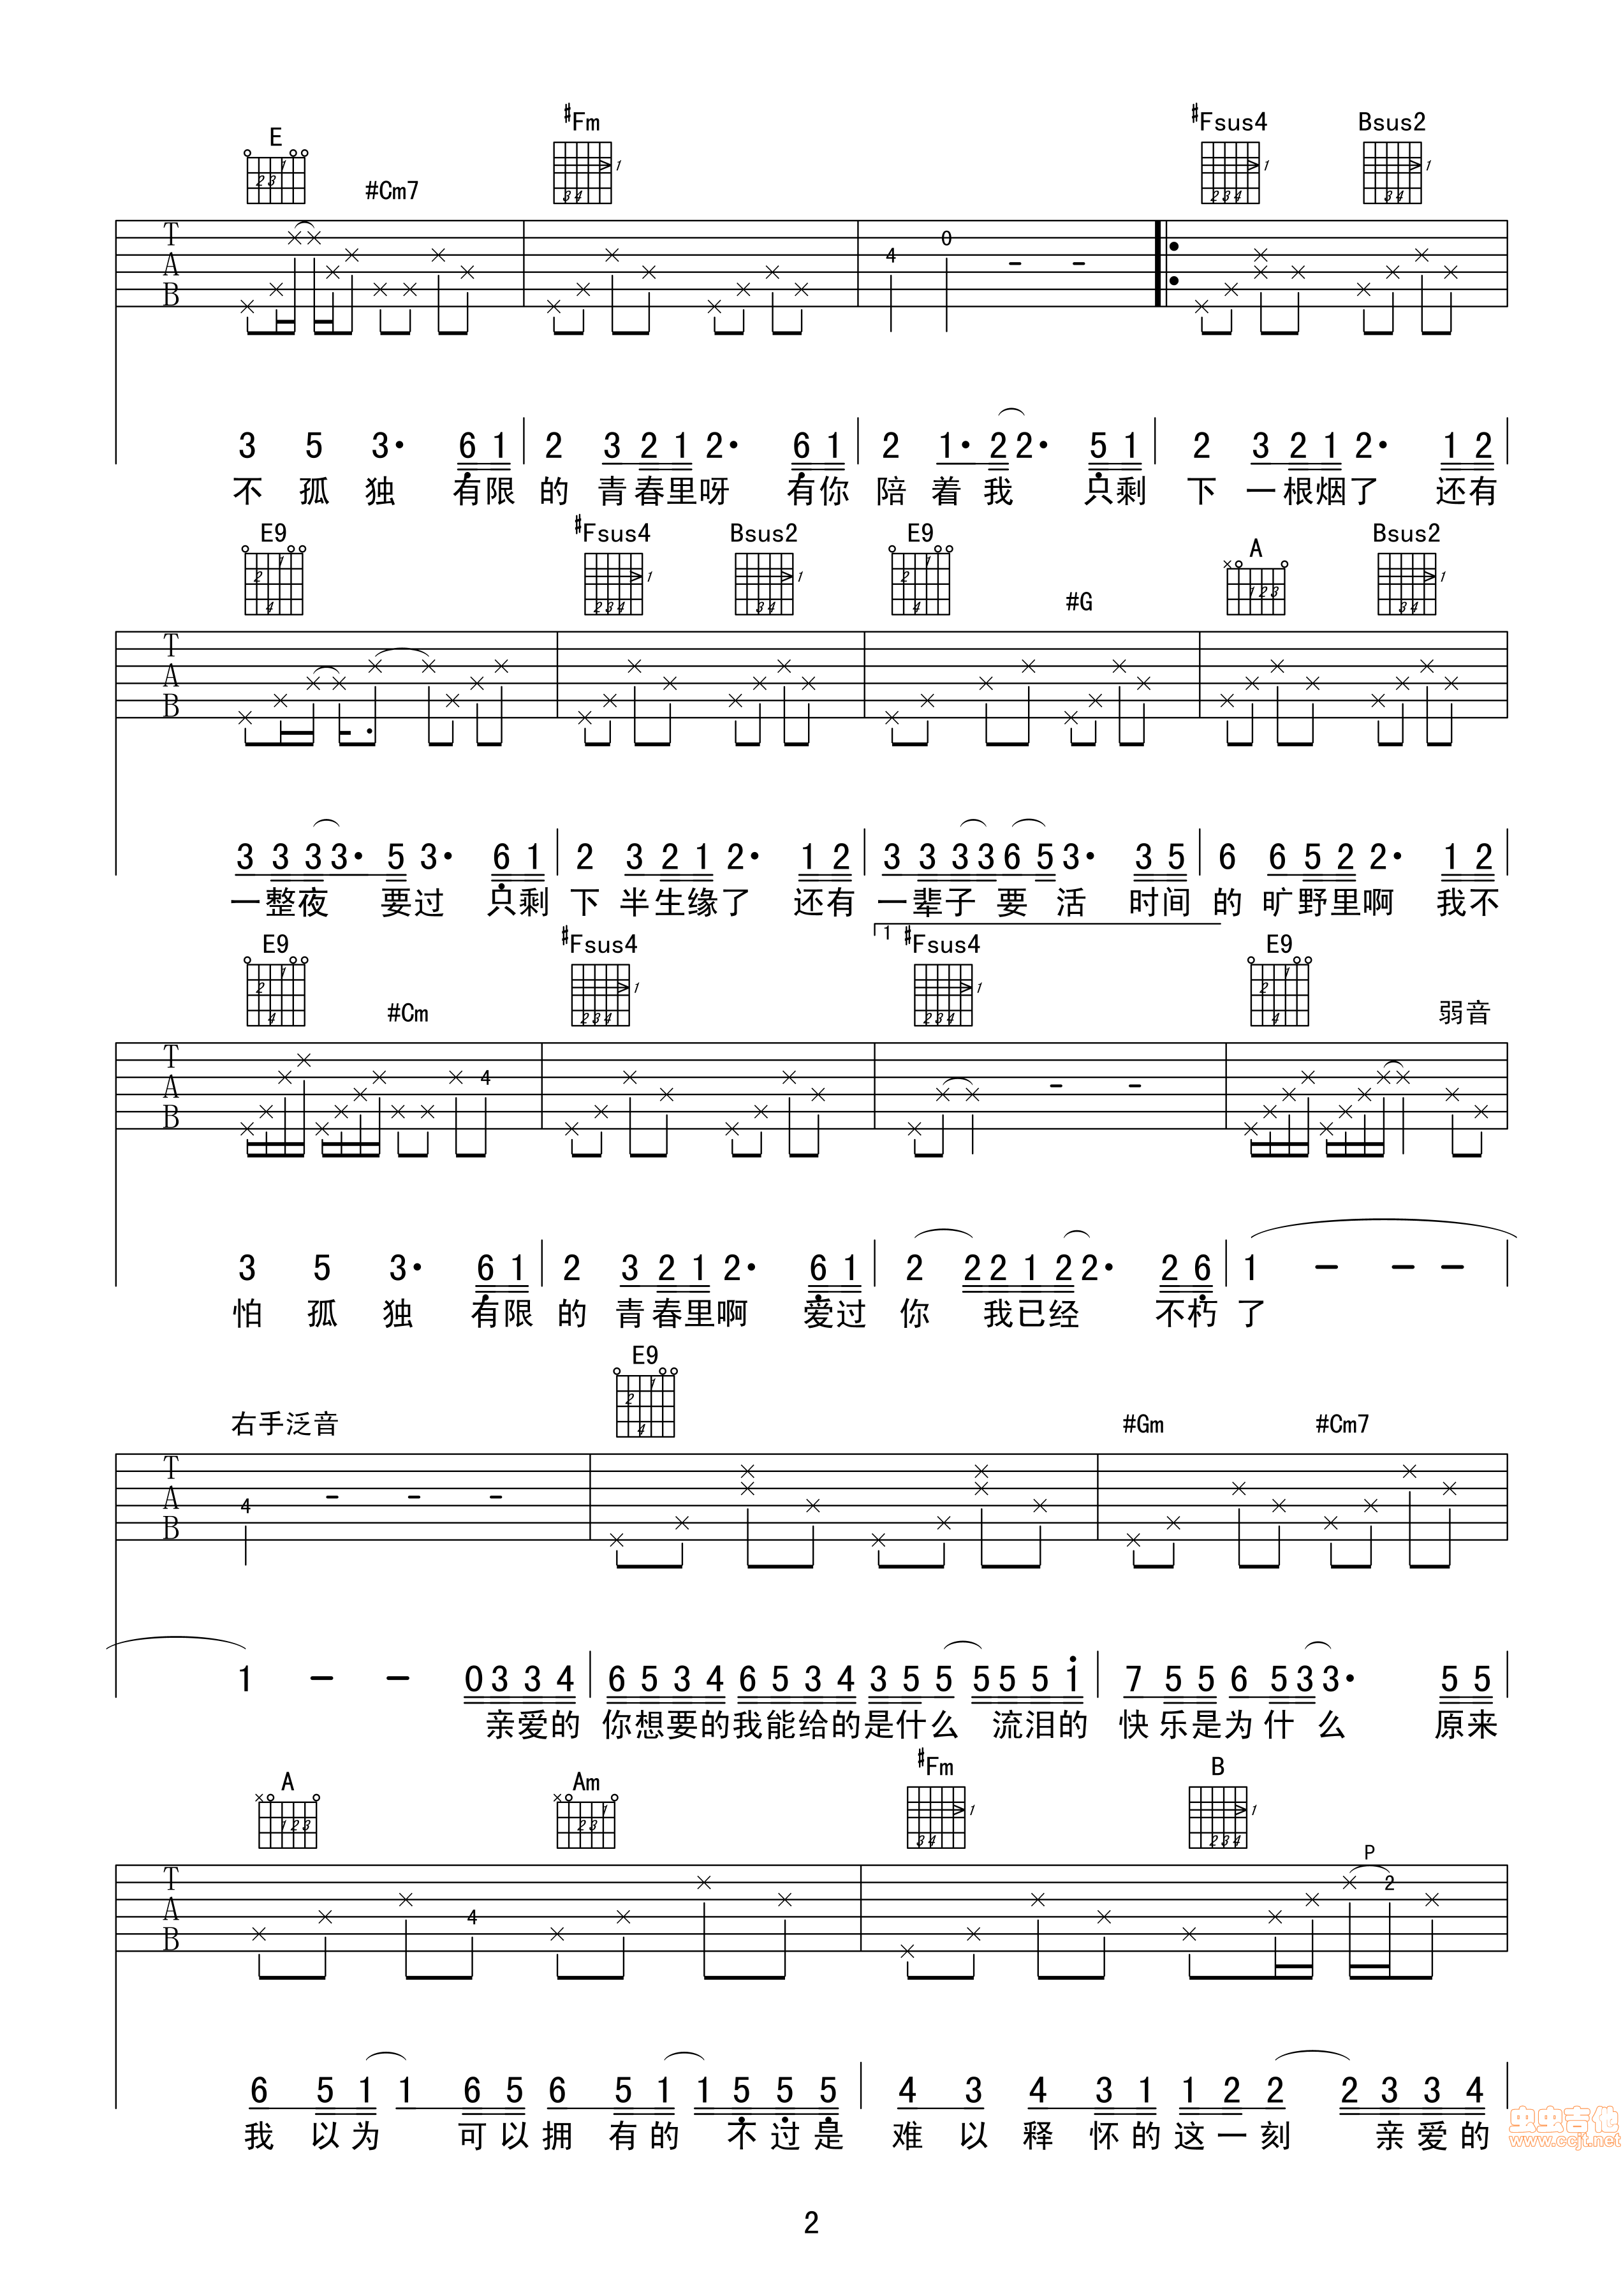 E #Cm7 #Fm #Fsus4 Bsus2
T A B 4 0
3 5 3· 6 1 2 3 2 1 2· 6 1 2 1· 2 2· 5 1 2 3 2 1 2· 1 2
不 孤 独 有限 的 青春里呀 有你 陪 着 我 只剩 下 一根烟了 还有
E9 #Fsus4 Bsus2 E9 #G A Bsus2
T A B
3 3 3 3· 5 3· 6 1 2 3 2 1 2· 1 2 3 3 3 3 6 5 3· 3 5 6 6 5 2 2· 1 2
一整夜 要过 只剩 下 半生缘了 还有 一辈子 要 活 时间 的 旷野里啊 我不
E9 #Cm #Fsus4 1 #Fsus4 E9 弱音
T A B 4
3 5 3· 6 1 2 3 2 1 2· 6 1 2 2 2 1 2 2· 2 6 1 - - -
怕 孤 独 有限 的 青春里啊 爱过 你 我已经 不朽 了
右手泛音 E9 #Gm #Cm7
T A B 4
1 - - 0 3 3 4 6 5 3 4 6 5 3 4 3 5 5 5 5 5 1 7 5 5 6 5 3 3· 5 5
亲爱的 你想要的我能给的是什么 流泪的 快乐是为什么 原来
A Am #Fm B
T A B 4 P 2
6 5 1 1 6 5 6 5 1 1 5 5 5 4 3 4 3 1 1 2 2 2 3 3 4
我 以为 可以拥有的 不过是 难以释怀的这一刻 亲爱的
虫虫吉他
www.ccjt.net
2